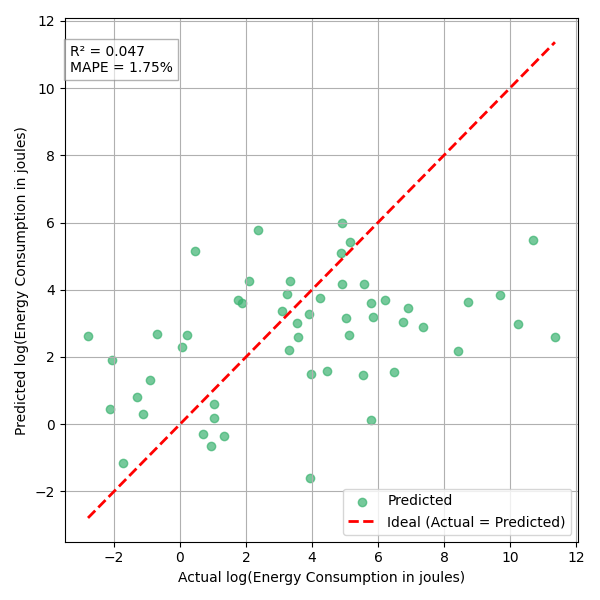 12
10
8
6
4
2
0
−2
R² = 0.047
MAPE = 1.75%
Predicted log(Energy Consumption in joules)
Predicted
Ideal (Actual = Predicted)
−2 0 2 4 6 8 10 12
Actual log(Energy Consumption in joules)